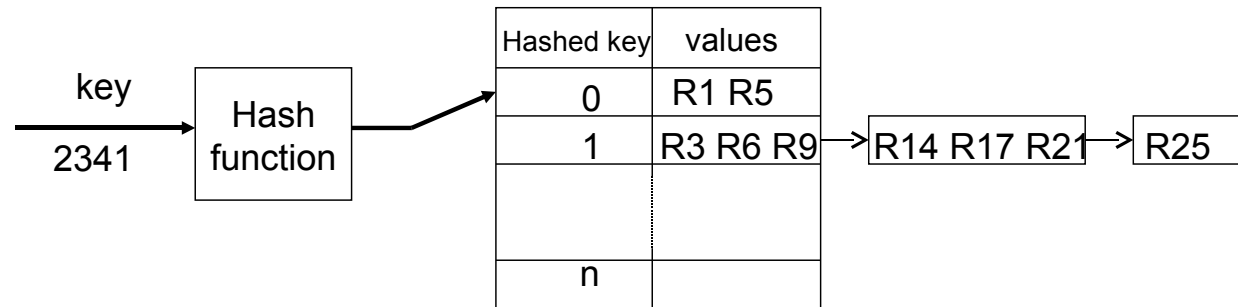 key
2341
Hash
function
Hashed key values
0 R1 R5
1 R3 R6 R9 R14 R17 R21 R25
n